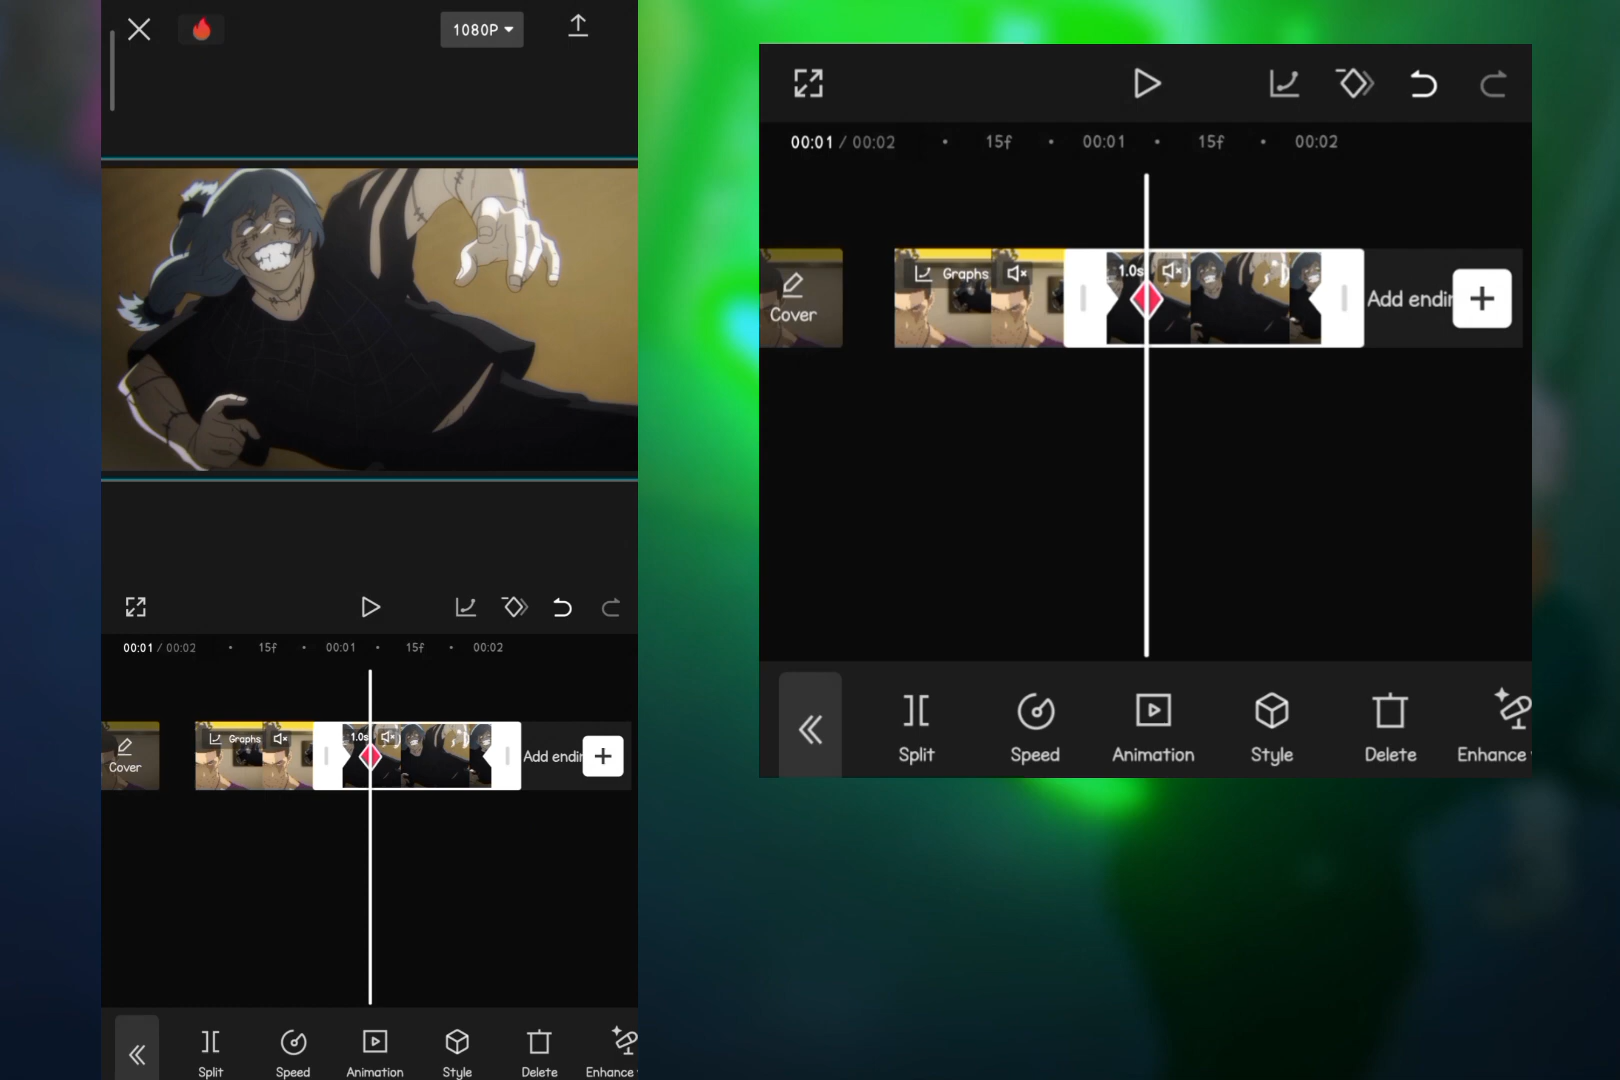 1080P
00:01 / 00:02 15f 00:01 15f 00:02
Graphs 1.0s
Cover
Add endin
Split Speed Animation Style Delete Enhance
00:01 / 00:02 15f 00:01 15f 00:02
Graphs 1.0s
Cover
Add endin
Split Speed Animation Style Delete Enhance